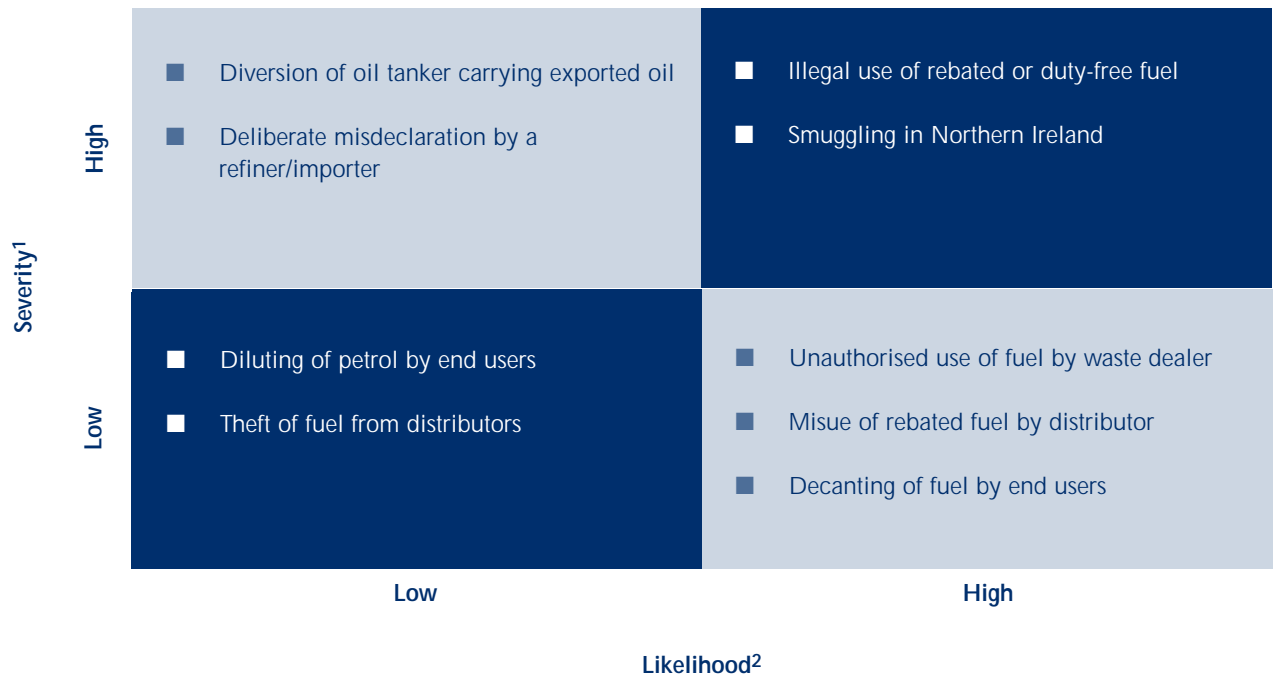 Diversion of oil tanker carrying exported oil
Deliberate misdeclaration by a
refiner/importer
Illegal use of rebated or duty-free fuel
Smuggling in Northern Ireland
High
Severity1
Diluting of petrol by end users
Theft of fuel from distributors
Unauthorised use of fuel by waste dealer
Misue of rebated fuel by distributor
Decanting of fuel by end users
Low
Low
High
Likelihood2